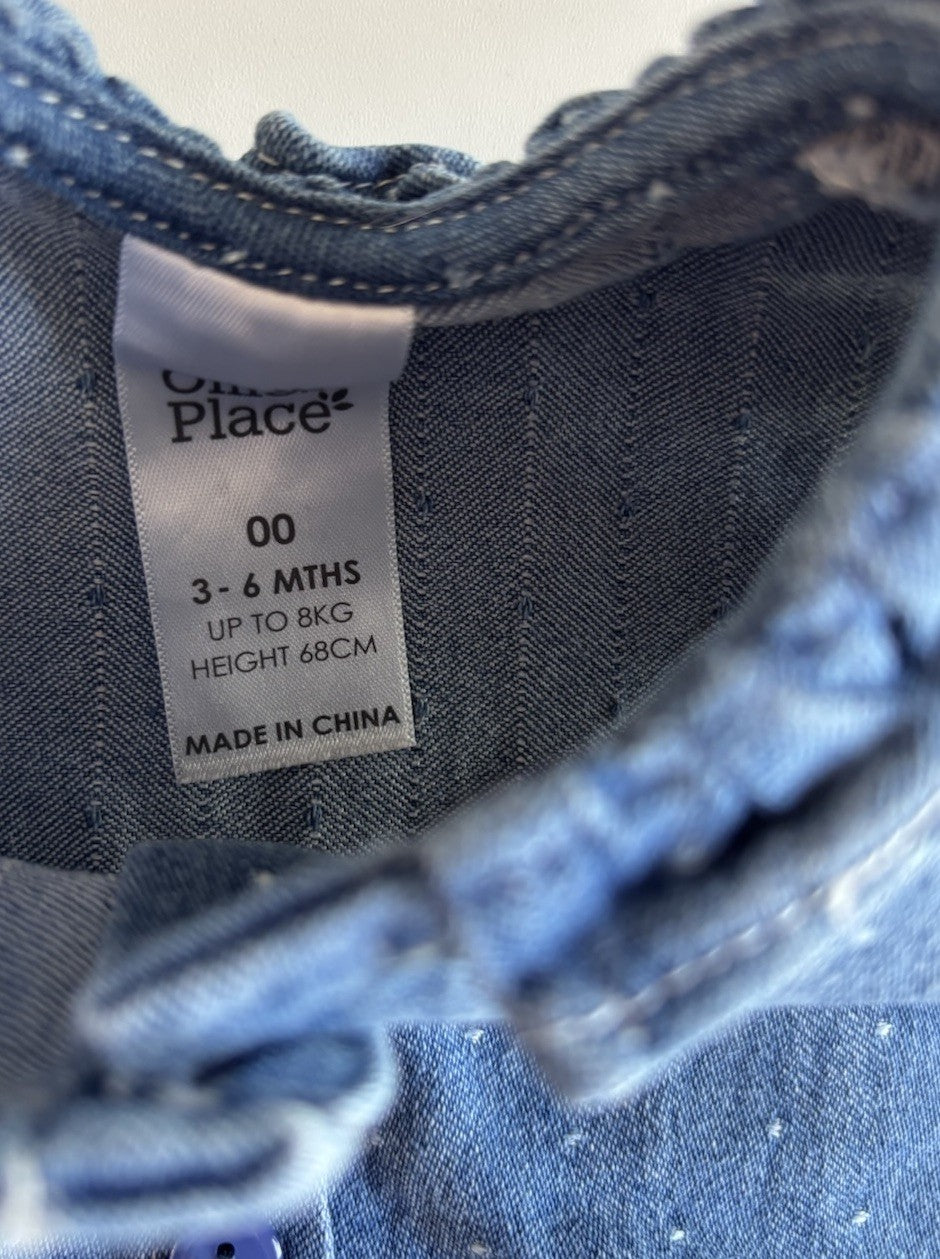 Place
00
3 - 6 MTHS
UP TO 8KG
HEIGHT 68CM
MADE IN CHINA